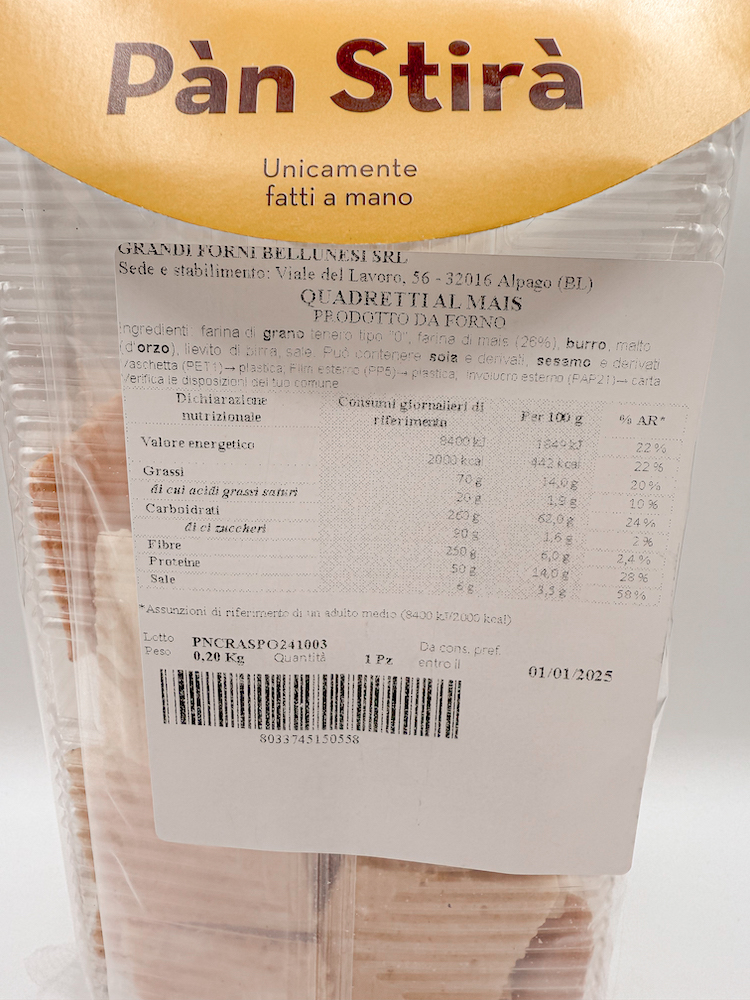 Pàn Stirà
Unicamente
fatti a mano
GRANDI FORNI BELLUNESI SRL
Sede e stabilimento: Viale del Lavoro, 56 - 32016 Alpago (BL)
QUADRETTI AL MAIS
PRODOTTO DA FORNO
Ingredienti: farina di grano tenero tipo "0", farina di mais (26%), burro, malto
(d'orzo), lievito di birra, sale. Può contenere soia e derivati, sesamo e derivati
Vaschetta (PET1)→ plastica, Film esterno (PP5)→ plastica, Involucro esterno (PAP21)→ carta
Verifica le disposizioni del tuo comune
Dichiarazione nutrizionale Consumi giornalieri di riferimento Per 100 g % AR*
Valore energetico 8400 kJ 1849 kJ 22 %
2000 kcal 442 kcal 22 %
Grassi 70 g 14,0 g 20 %
di cui acidi grassi saturi 20 g 1,9 g 10 %
Carboidrati 260 g 62,0 g 24 %
di ci zuccheri 90 g 1,6 g 2 %
Fibre 250 g 6,0 g 2,4 %
Proteine 50 g 14,0 g 28 %
Sale 6 g 3,5 g 58 %
*Assunzioni di riferimento di un adulto medio (8400 kJ/2000 kcal)
Lotto PNCRASPO241003
Peso 0,20 Kg Quantità 1 Pz
Da cons. pref.
entro il 01/01/2025
8033745150558